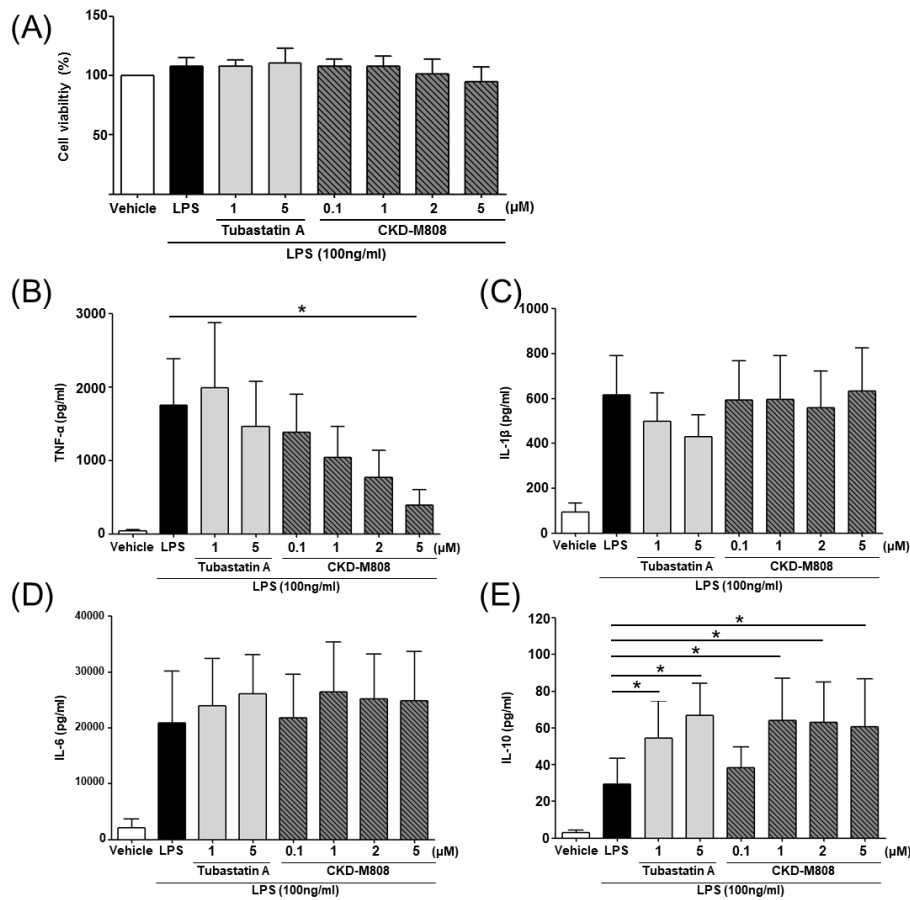 (A)
Cell viabiltiy (%)
150
100
50
Vehicle LPS 1 5 0.1 1 2 5 (μM)
Tubastatin A CKD-M808
LPS (100ng/ml)
(B)
TNF-α (pg/ml)
3000
2000
1000
0
*
Vehicle LPS 1 5 0.1 1 2 5 (μM)
Tubastatin A CKD-M808
LPS (100ng/ml)
(C)
IL-1β (pg/ml)
1000
800
600
400
200
0
Vehicle LPS 1 5 0.1 1 2 5 (μM)
Tubastatin A CKD-M808
LPS (100ng/ml)
(D)
IL-6 (pg/ml)
40000
30000
20000
10000
0
Vehicle LPS 1 5 0.1 1 2 5 (μM)
Tubastatin A CKD-M808
LPS (100ng/ml)
(E)
IL-10 (pg/ml)
120
100
80
60
40
20
0
*
*
*
*
*
Vehicle LPS 1 5 0.1 1 2 5 (μM)
Tubastatin A CKD-M808
LPS (100ng/ml)